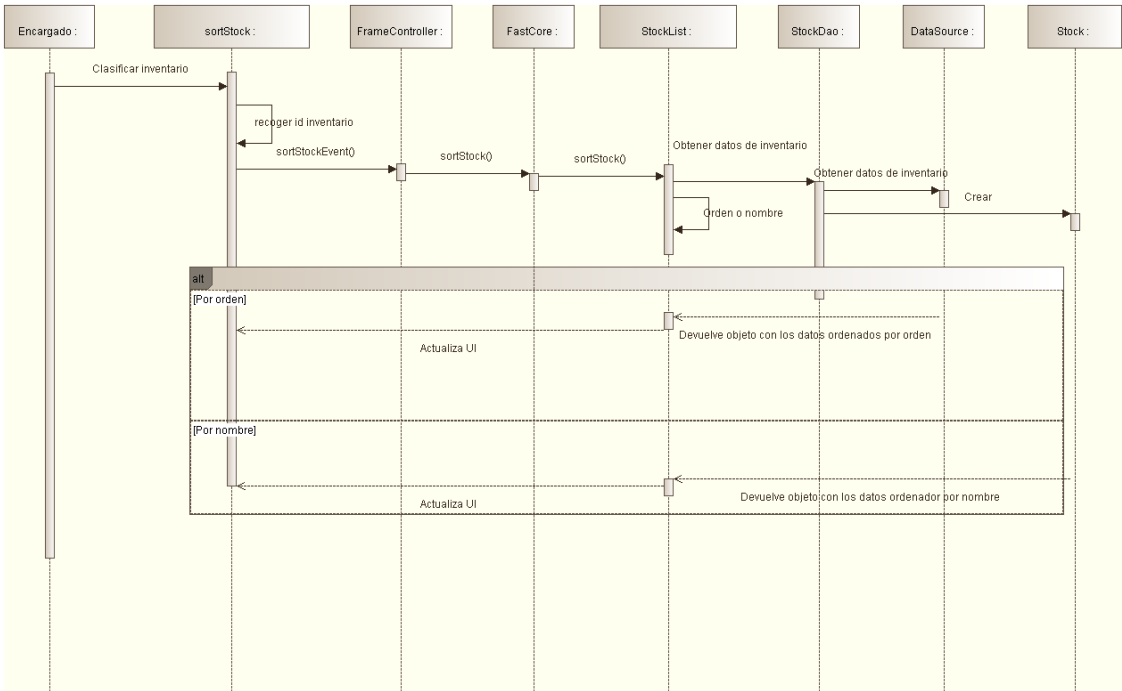 Encargado :
sortStock :
FrameController :
FastCore :
StockList :
StockDao :
DataSource :
Stock :
Clasificar inventario
recoger id inventario
sortStockEvent()
sortStock()
sortStock()
Obtener datos de inventario
Obtener datos de inventario
Crear
Orden o nombre
alt
[Por orden]
Devuelve objeto con los datos ordenados por orden
Actualiza UI
[Por nombre]
Devuelve objeto con los datos ordenador por nombre
Actualiza UI